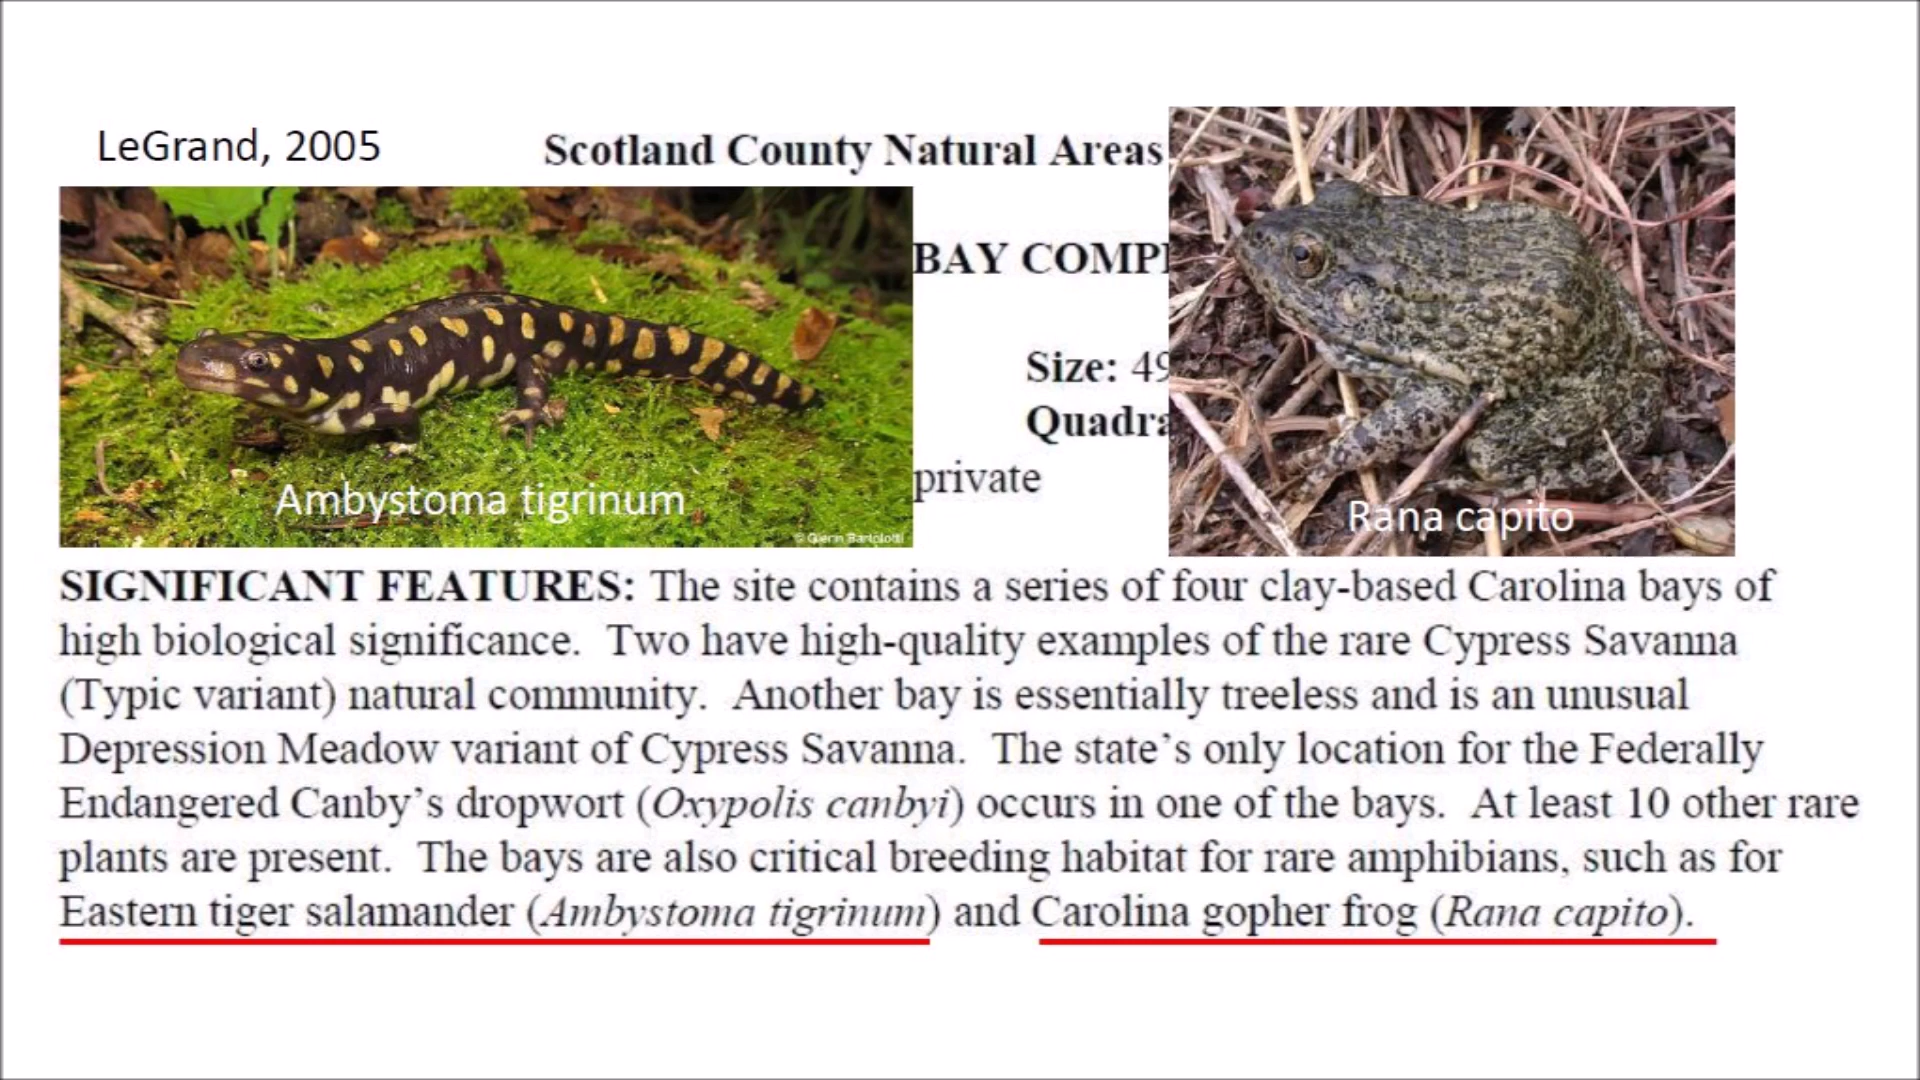 LeGrand, 2005
Scotland County Natural Areas
BAY COMPL
Size: 49
Quadra
private
Ambystoma tigrinum
© Glenn Bartolotti
Rana capito
SIGNIFICANT FEATURES: The site contains a series of four clay-based Carolina bays of
high biological significance. Two have high-quality examples of the rare Cypress Savanna
(Typic variant) natural community. Another bay is essentially treeless and is an unusual
Depression Meadow variant of Cypress Savanna. The state’s only location for the Federally
Endangered Canby’s dropwort (Oxypolis canbyi) occurs in one of the bays. At least 10 other rare
plants are present. The bays are also critical breeding habitat for rare amphibians, such as for
Eastern tiger salamander (Ambystoma tigrinum) and Carolina gopher frog (Rana capito).